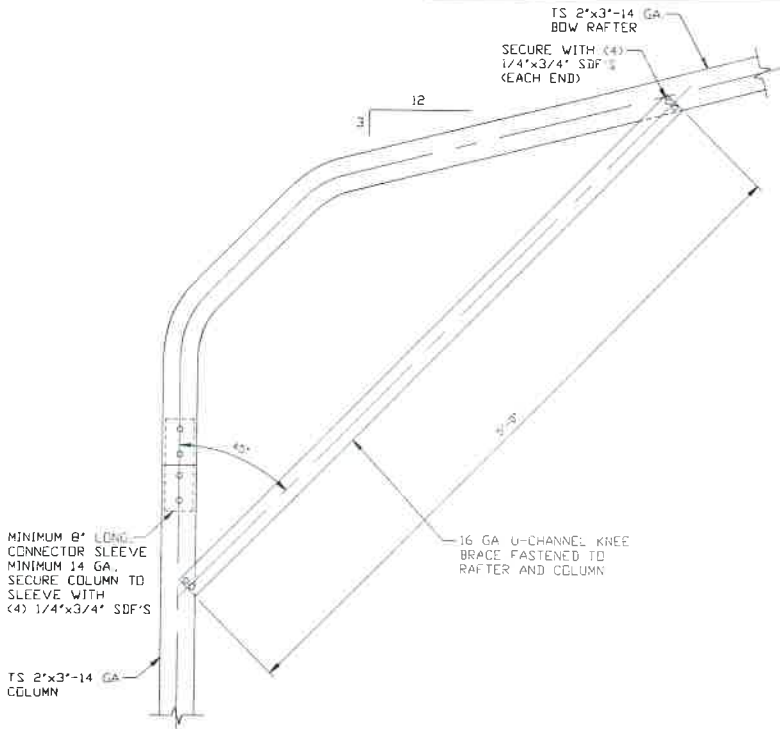 TS 2"x3"-14 GA.
BOW RAFTER
SECURE WITH (4)
1/4"x3/4" SDF'S
(EACH END)
12
3
45°
MINIMUM 8" LONG,
CONNECTOR SLEEVE
MINIMUM 14 GA.,
SECURE COLUMN TO
SLEEVE WITH
(4) 1/4"x3/4" SDF'S
16 GA U-CHANNEL KNEE
BRACE FASTENED TO
RAFTER AND COLUMN
TS 2"x3"-14 GA
COLUMN